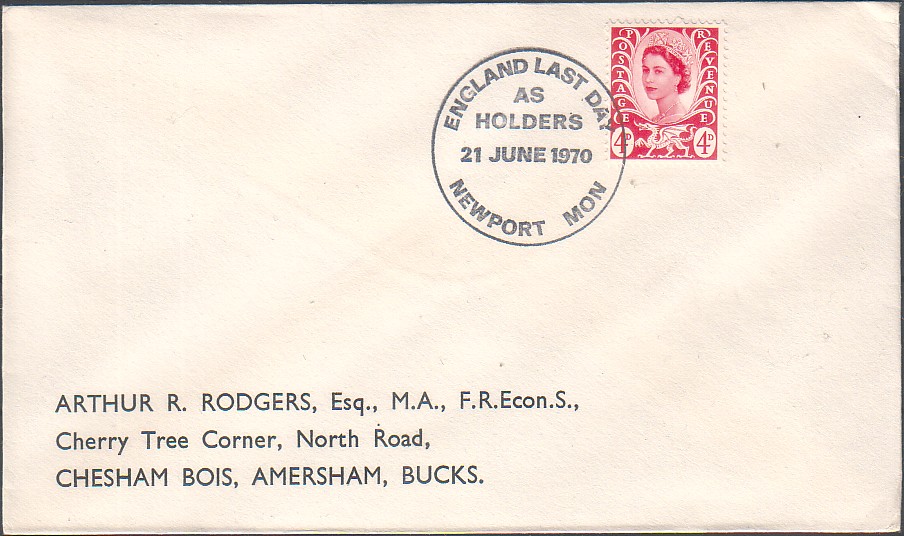 ENGLAND LAST DAY
AS
HOLDERS
21 JUNE 1970
NEWPORT MON
POSTAGE
REVENUE
4D
4D
ARTHUR R. RODGERS, Esq., M.A., F.R.Econ.S.,
Cherry Tree Corner, North Road,
CHESHAM BOIS, AMERSHAM, BUCKS.